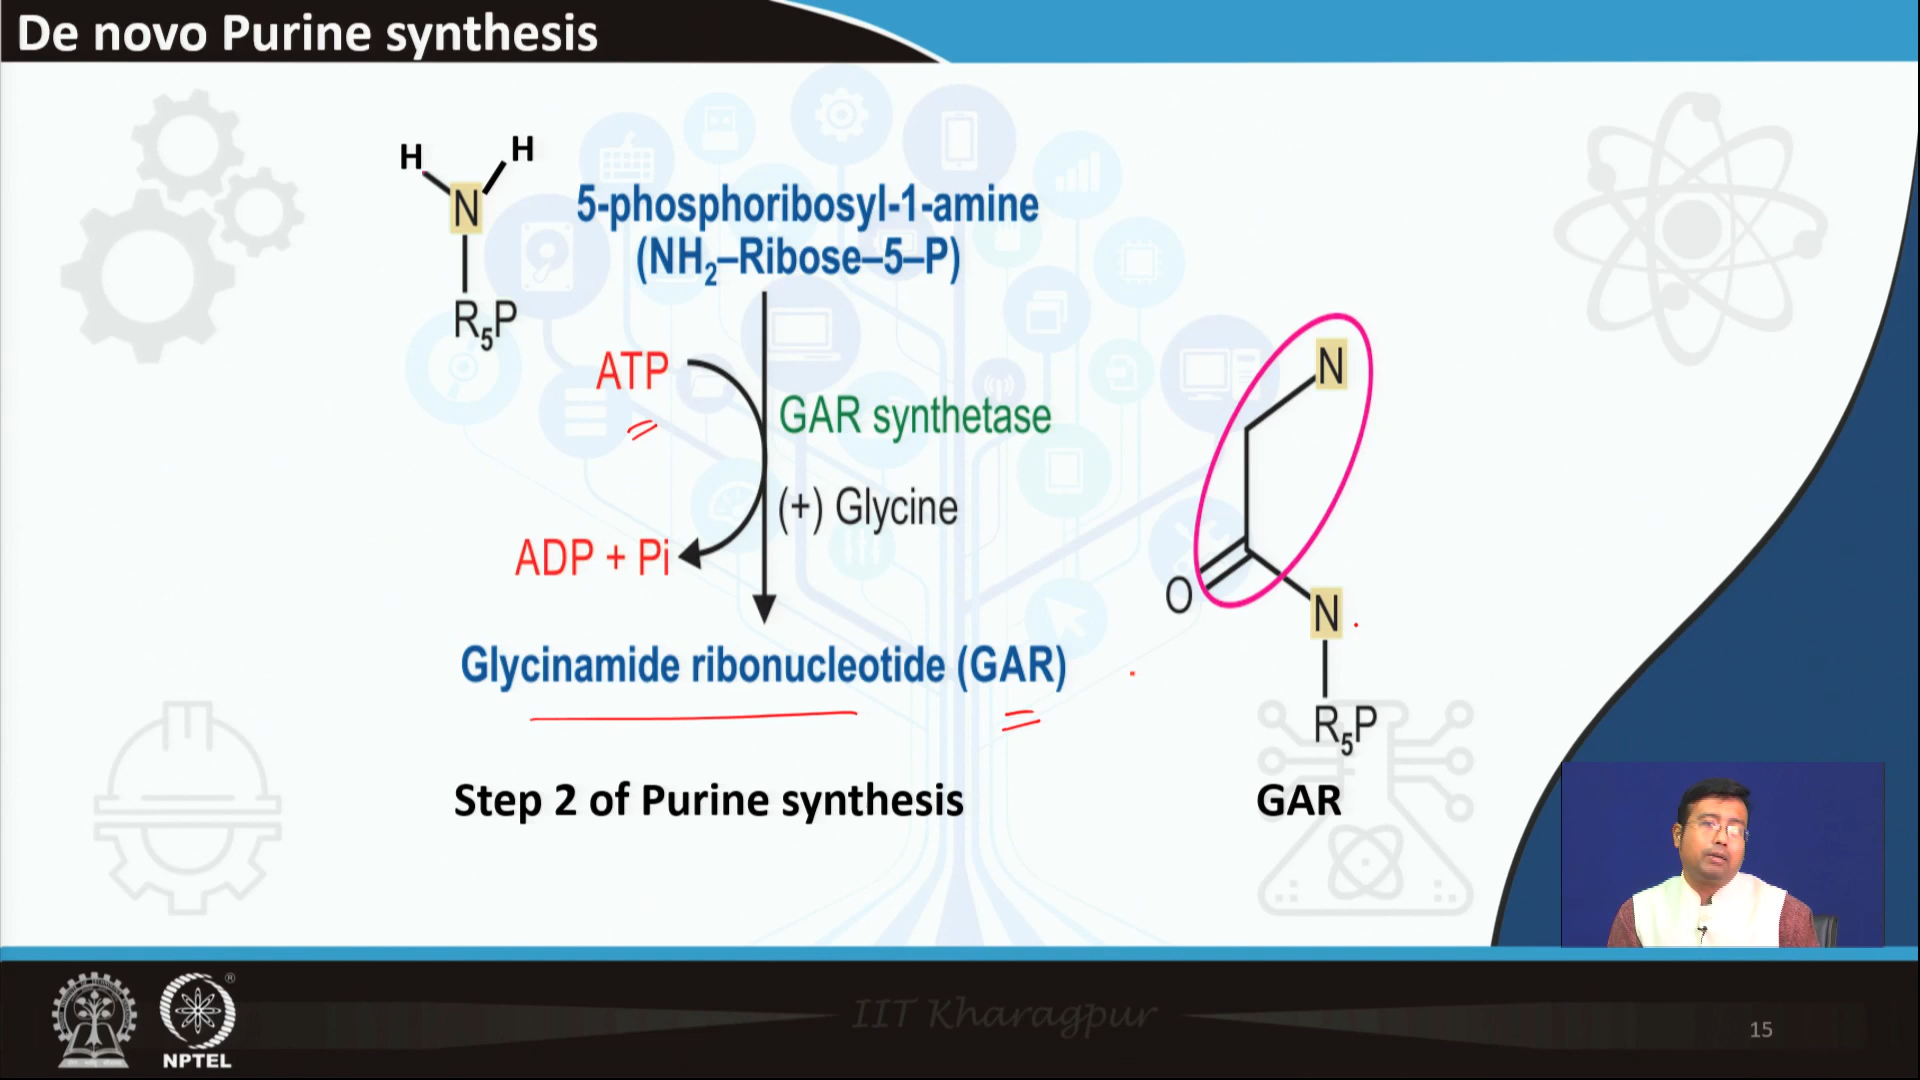 De novo Purine synthesis
H
H
N
R5P
5-phosphoribosyl-1-amine
(NH2–Ribose–5–P)
ATP
GAR synthetase
(+) Glycine
ADP + Pi
Glycinamide ribonucleotide (GAR)
Step 2 of Purine synthesis
N
O
N
R5P
GAR
NPTEL
®
IIT Kharagpur
15